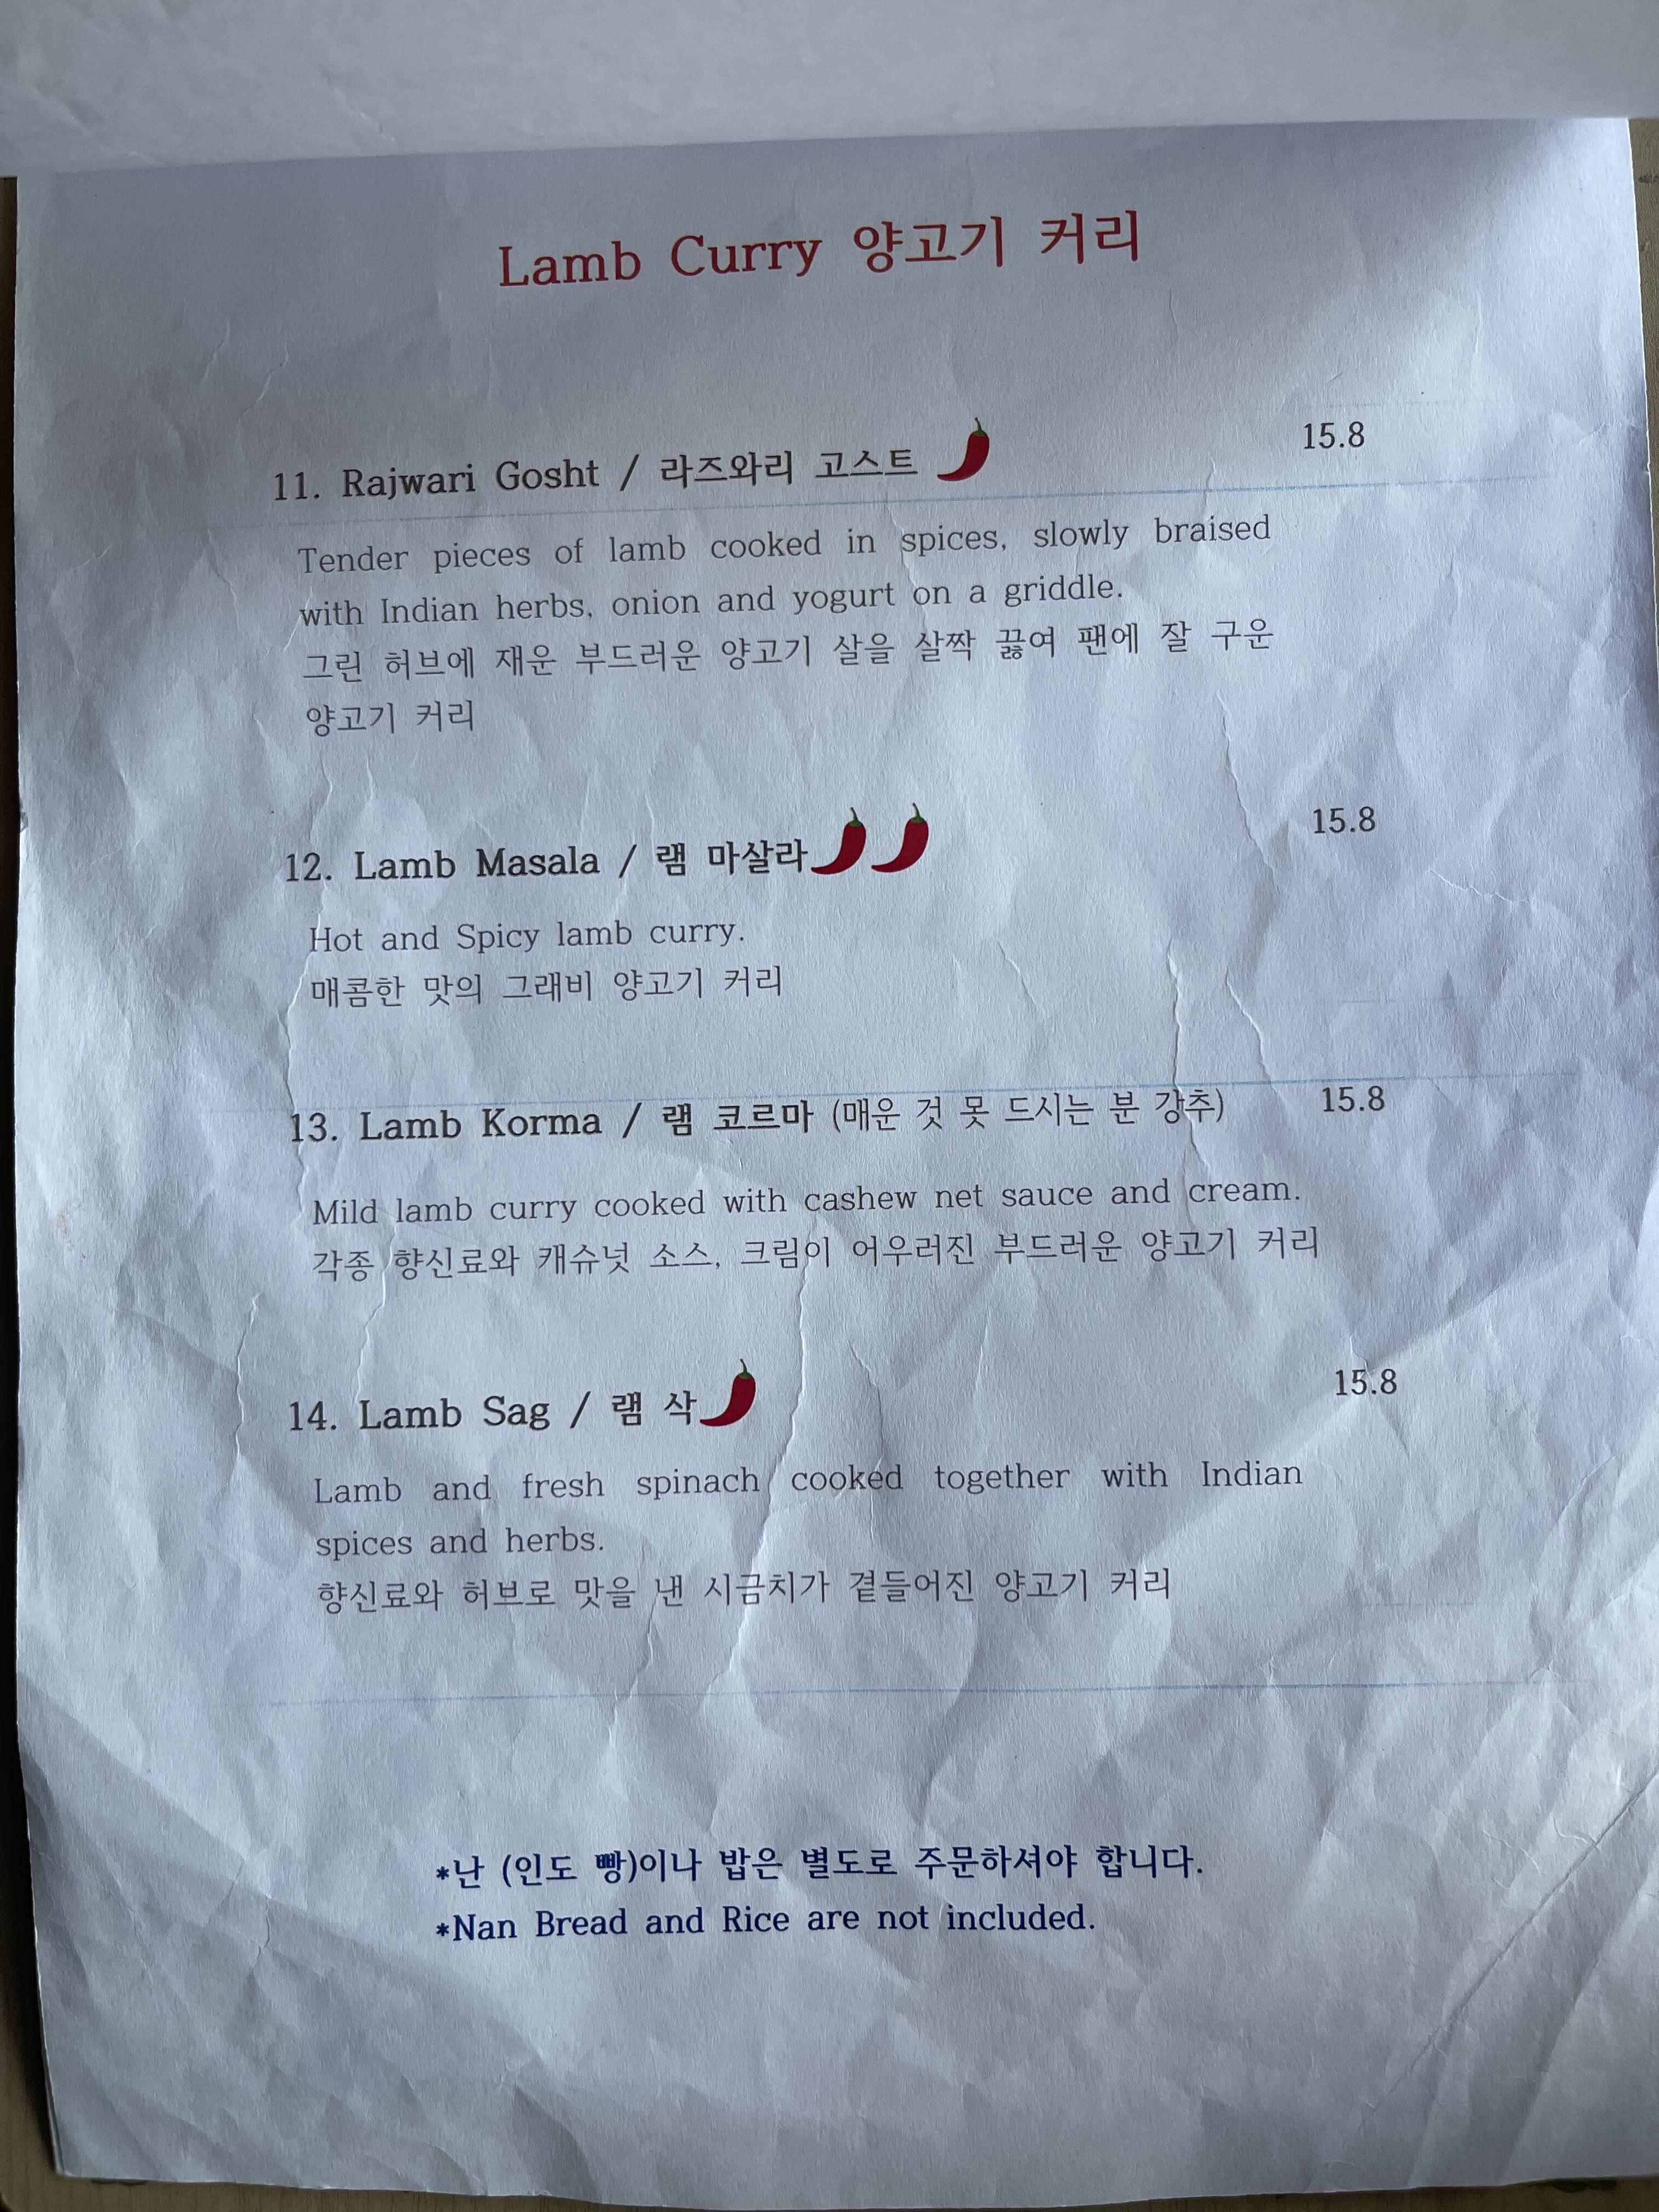 Lamb Curry 양고기 커리
11. Rajwari Gosht / 라즈와리 고스트 15.8
Tender pieces of lamb cooked in spices, slowly braised
with Indian herbs, onion and yogurt on a griddle.
그린 허브에 재운 부드러운 양고기 살을 살짝 끓여 팬에 잘 구운
양고기 커리
12. Lamb Masala / 램 마살라 15.8
Hot and Spicy lamb curry.
매콤한 맛의 그래비 양고기 커리
13. Lamb Korma / 램 코르마 (매운 것 못 드시는 분 강추) 15.8
Mild lamb curry cooked with cashew net sauce and cream.
각종 향신료와 캐슈넛 소스, 크림이 어우러진 부드러운 양고기 커리
14. Lamb Sag / 램 삭 15.8
Lamb and fresh spinach cooked together with Indian
spices and herbs.
향신료와 허브로 맛을 낸 시금치가 곁들어진 양고기 커리
*난 (인도 빵)이나 밥은 별도로 주문하셔야 합니다.
*Nan Bread and Rice are not included.